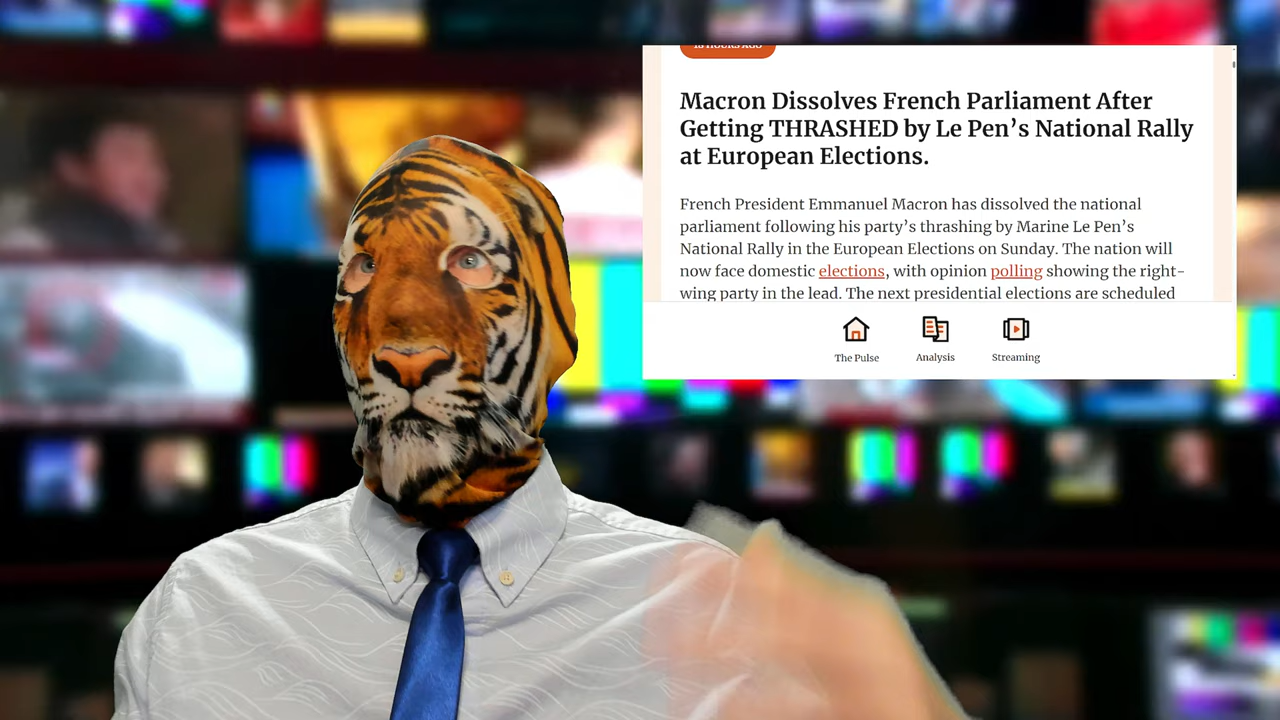 Macron Dissolves French Parliament After
Getting THRASHED by Le Pen’s National Rally
at European Elections.
French President Emmanuel Macron has dissolved the national
parliament following his party’s thrashing by Marine Le Pen’s
National Rally in the European Elections on Sunday. The nation will
now face domestic elections, with opinion polling showing the right-
wing party in the lead. The next presidential elections are scheduled
The Pulse
Analysis
Streaming